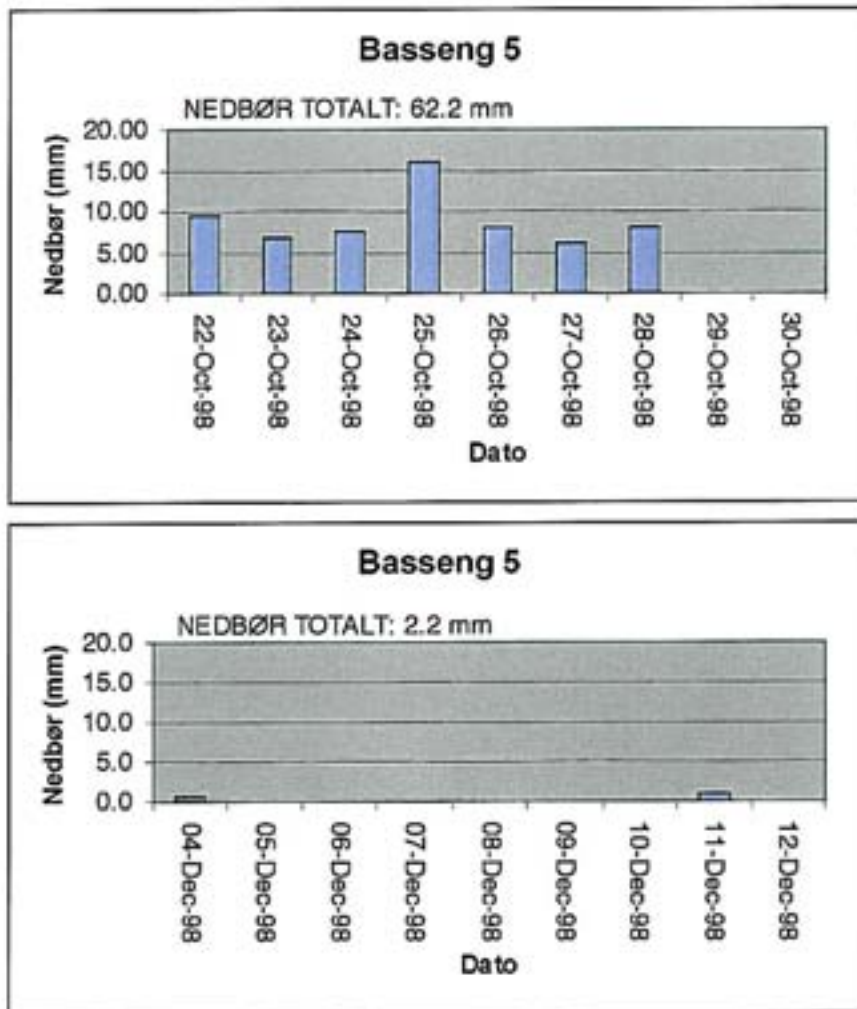 Basseng 5
NEDBØR TOTALT: 62.2 mm
Nedbør (mm)
20.00
15.00
10.00
5.00
0.00
22-Oct-98
23-Oct-98
24-Oct-98
25-Oct-98
26-Oct-98
27-Oct-98
28-Oct-98
29-Oct-98
30-Oct-98
Dato
Basseng 5
NEDBØR TOTALT: 2.2 mm
Nedbør (mm)
20.0
15.0
10.0
5.0
0.0
04-Dec-98
05-Dec-98
06-Dec-98
07-Dec-98
08-Dec-98
09-Dec-98
10-Dec-98
11-Dec-98
12-Dec-98
Dato